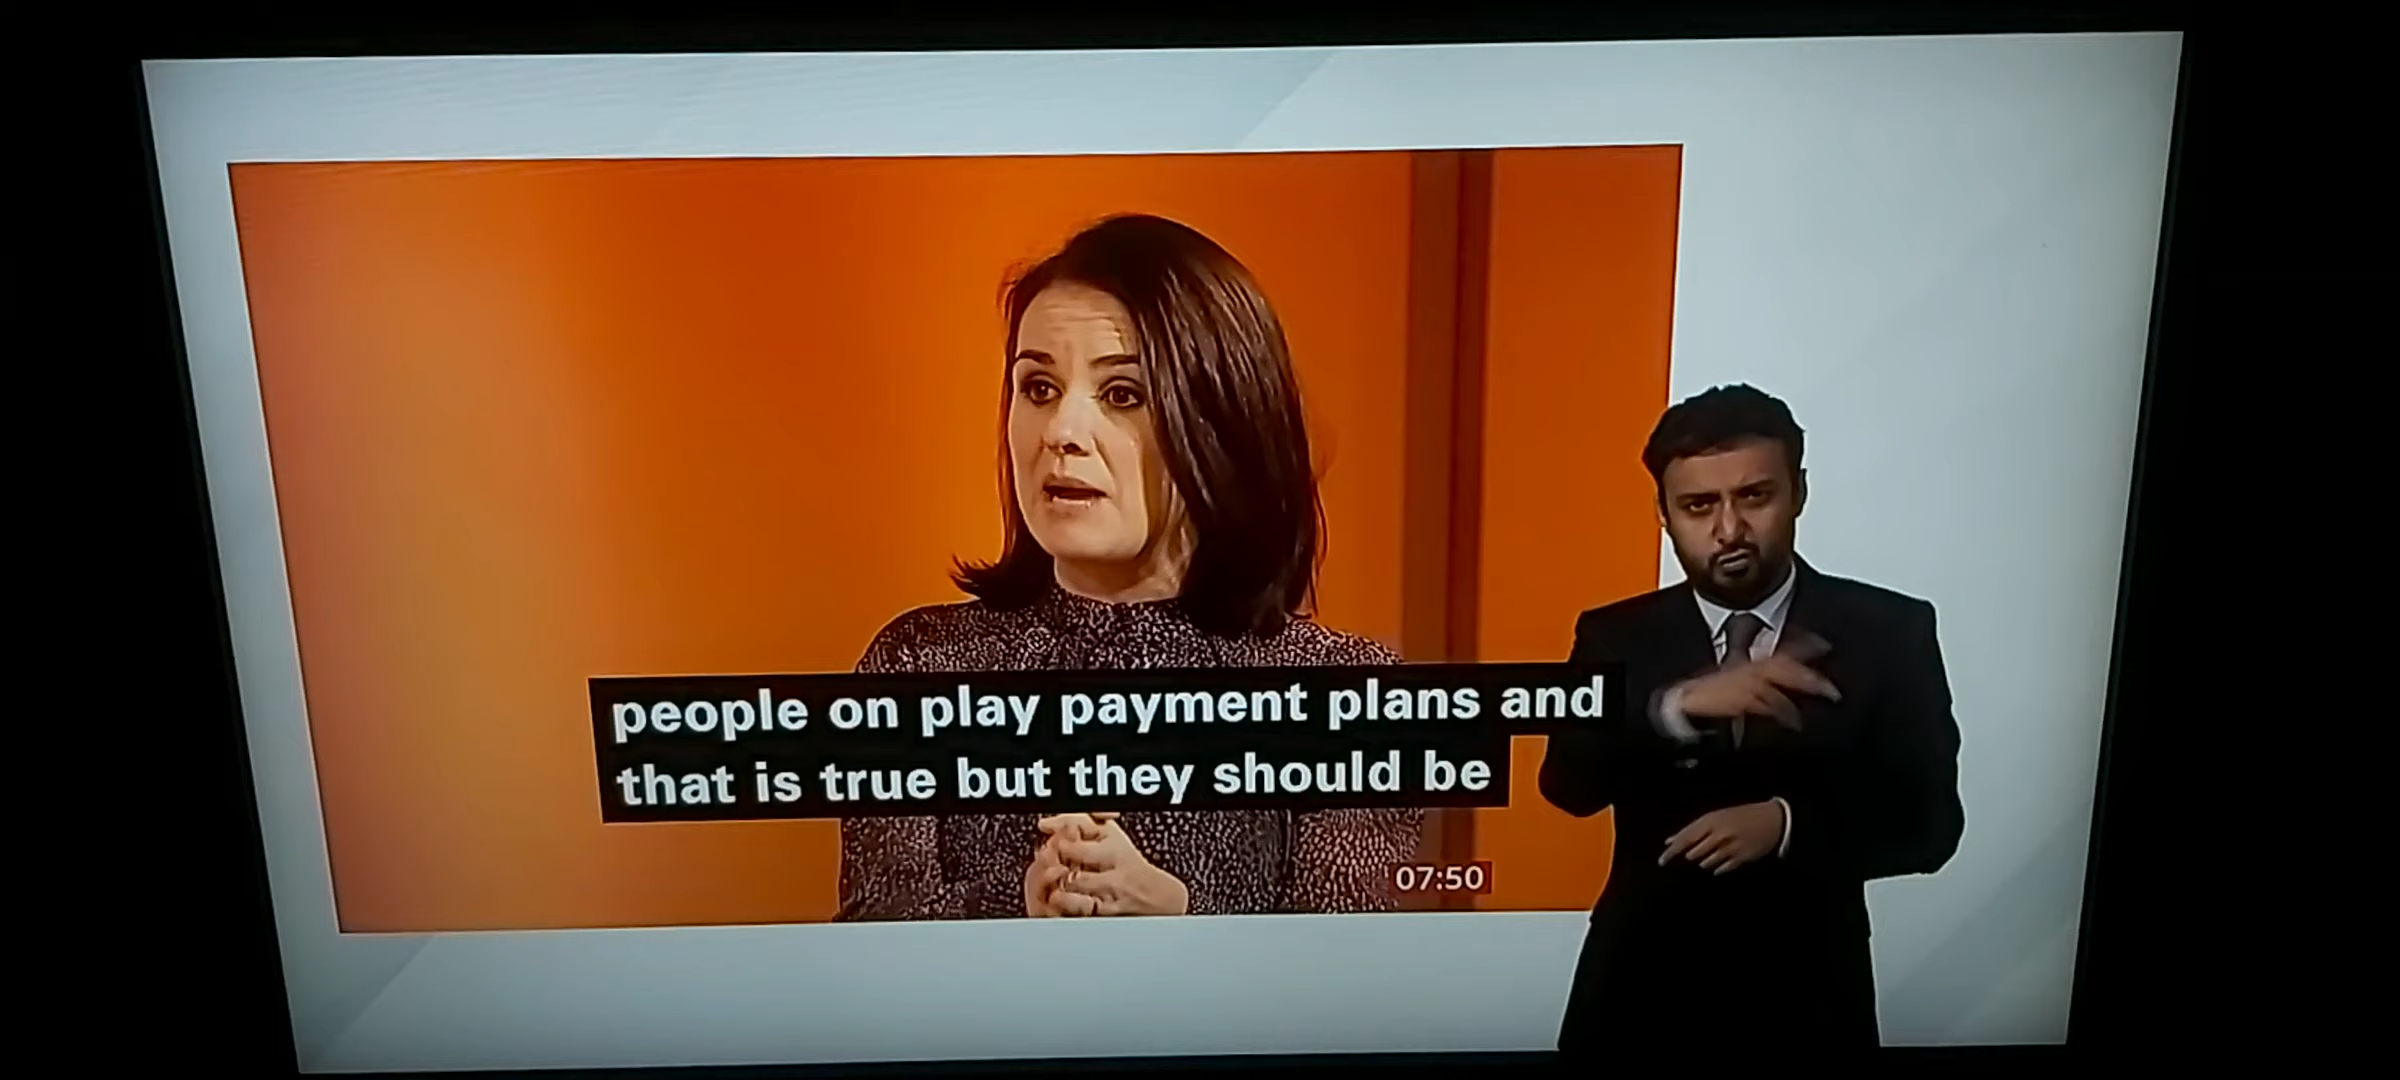 people on play payment plans and
that is true but they should be
07:50